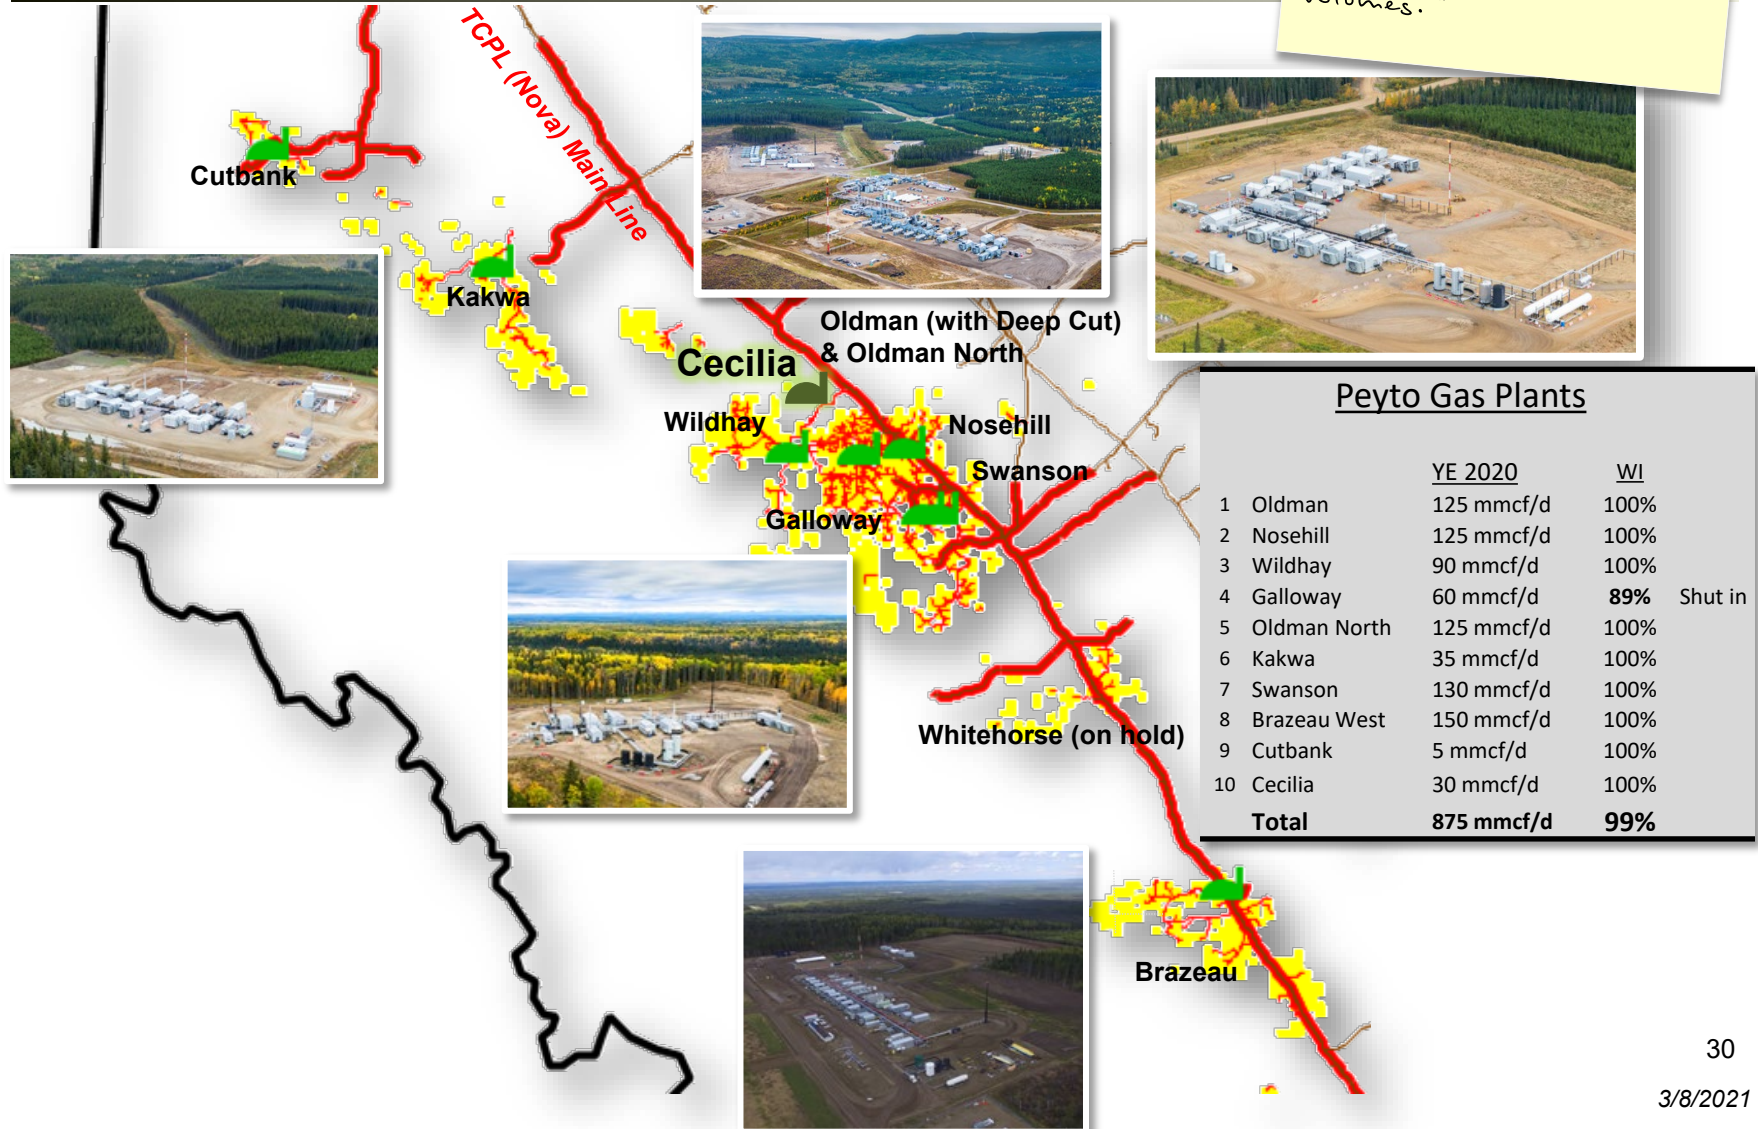 volumes.
TCPL (Nova) Main Line
Cutbank
Kakwa
Oldman (with Deep Cut)
& Oldman North
Cecilia
Wildhay
Nosehill
Swanson
Galloway
Whitehorse (on hold)
Brazeau
Peyto Gas Plants
YE 2020 WI
1 Oldman 125 mmcf/d 100%
2 Nosehill 125 mmcf/d 100%
3 Wildhay 90 mmcf/d 100%
4 Galloway 60 mmcf/d 89% Shut in
5 Oldman North 125 mmcf/d 100%
6 Kakwa 35 mmcf/d 100%
7 Swanson 130 mmcf/d 100%
8 Brazeau West 150 mmcf/d 100%
9 Cutbank 5 mmcf/d 100%
10 Cecilia 30 mmcf/d 100%
Total 875 mmcf/d 99%
30
3/8/2021